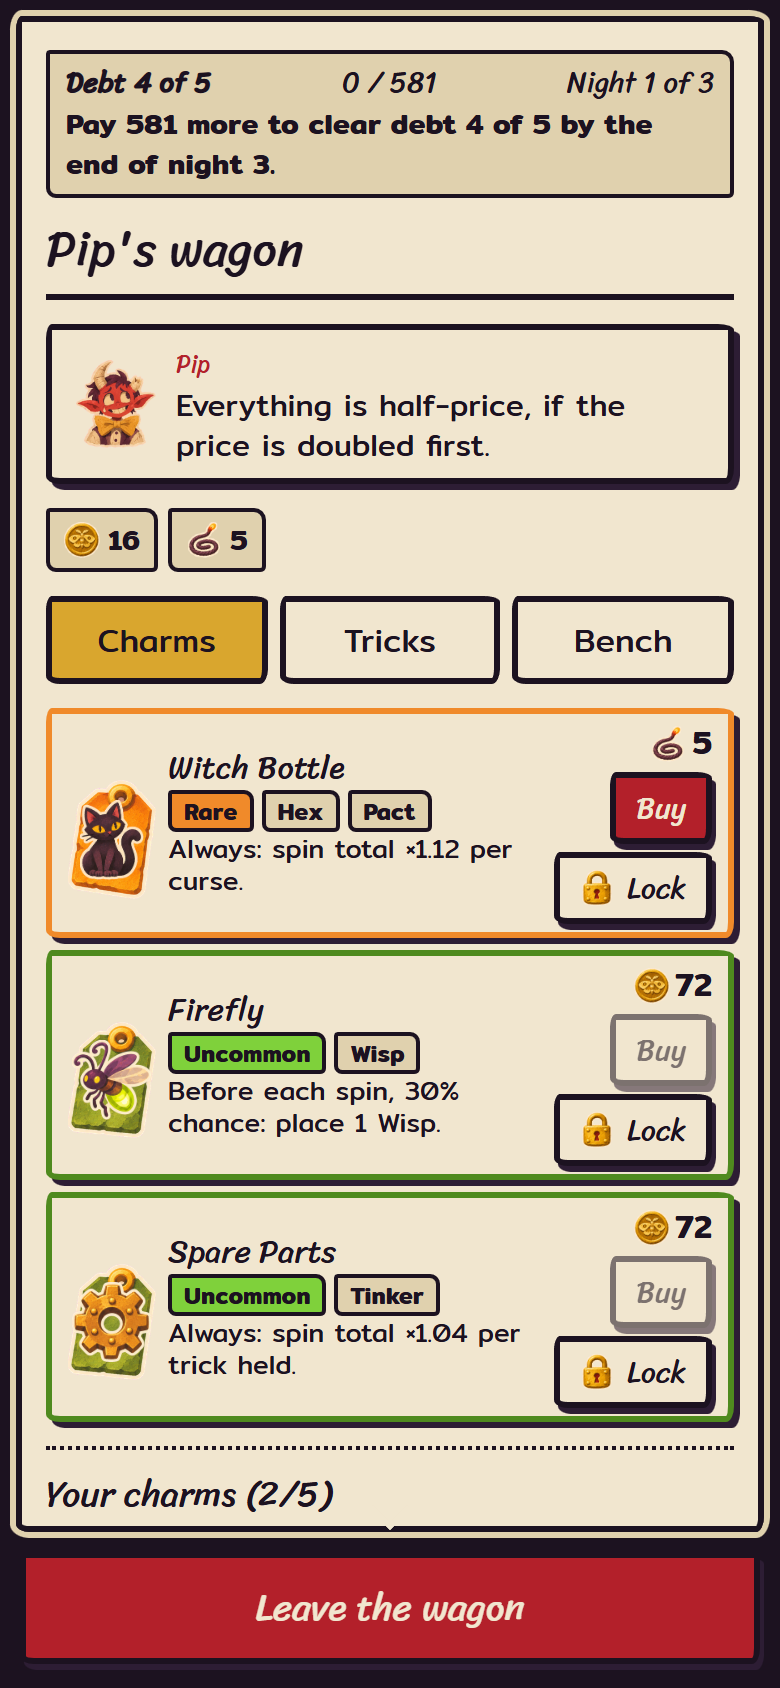 Debt 4 of 5 0 / 581 Night 1 of 3
Pay 581 more to clear debt 4 of 5 by the
end of night 3.
Pip's wagon
Pip
Everything is half-price, if the
price is doubled first.
16 5
Charms Tricks Bench
5
Witch Bottle
Buy
Rare Hex Pact
Always: spin total ×1.12 per
curse.
Lock
72
Firefly
Buy
Uncommon Wisp
Before each spin, 30%
chance: place 1 Wisp.
Lock
72
Spare Parts
Buy
Uncommon Tinker
Always: spin total ×1.04 per
trick held.
Lock
Your charms (2/5)
Leave the wagon